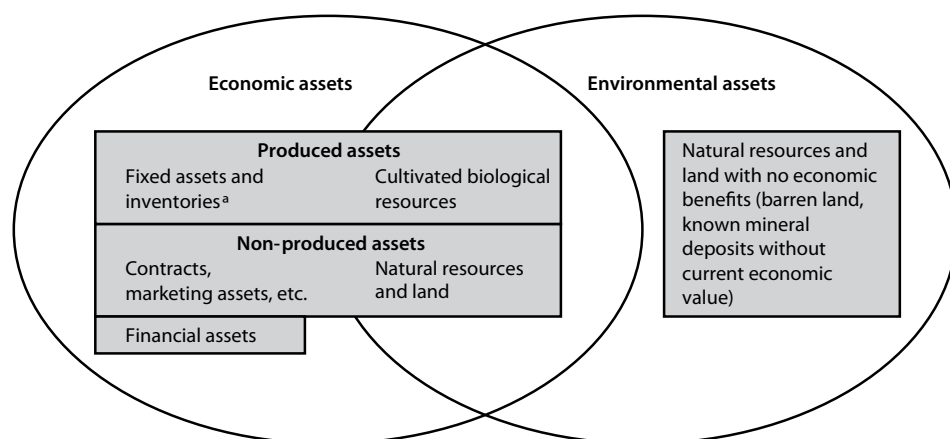 Economic assets
Environmental assets
Produced assets
Fixed assets and
inventoriesᵃ
Cultivated biological
resources
Non-produced assets
Contracts,
marketing assets, etc.
Natural resources
and land
Financial assets
Natural resources and
land with no economic
benefits (barren land,
known mineral
deposits without
current economic
value)